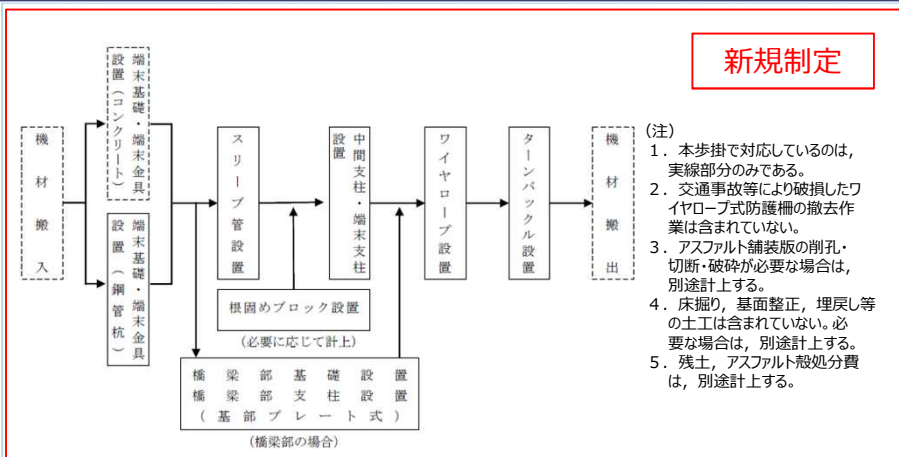 新規制定
機材搬入
端末基礎・端末金具
設置(コンクリート)
端末基礎・端末金具
設置(鋼管杭)
スリーブ管設置
中間支柱・端末支柱
設置
ワイヤロープ設置
ターンバックル設置
機材搬出
根固めブロック設置
(必要に応じて計上)
橋梁部基礎設置
橋梁部支柱設置
(基部プレート式)
(橋梁部の場合)
(注)
1.本歩掛で対応しているのは,
実線部分のみである。
2.交通事故等により破損したワ
イヤロープ式防護柵の撤去作
業は含まれていない。
3.アスファルト舗装版の削孔・
切断・破砕が必要な場合は,
別途計上する。
4.床掘り,基面整正,埋戻し等
の土工は含まれていない。必
要な場合は,別途計上する。
5.残土,アスファルト殻処分費
は,別途計上する。